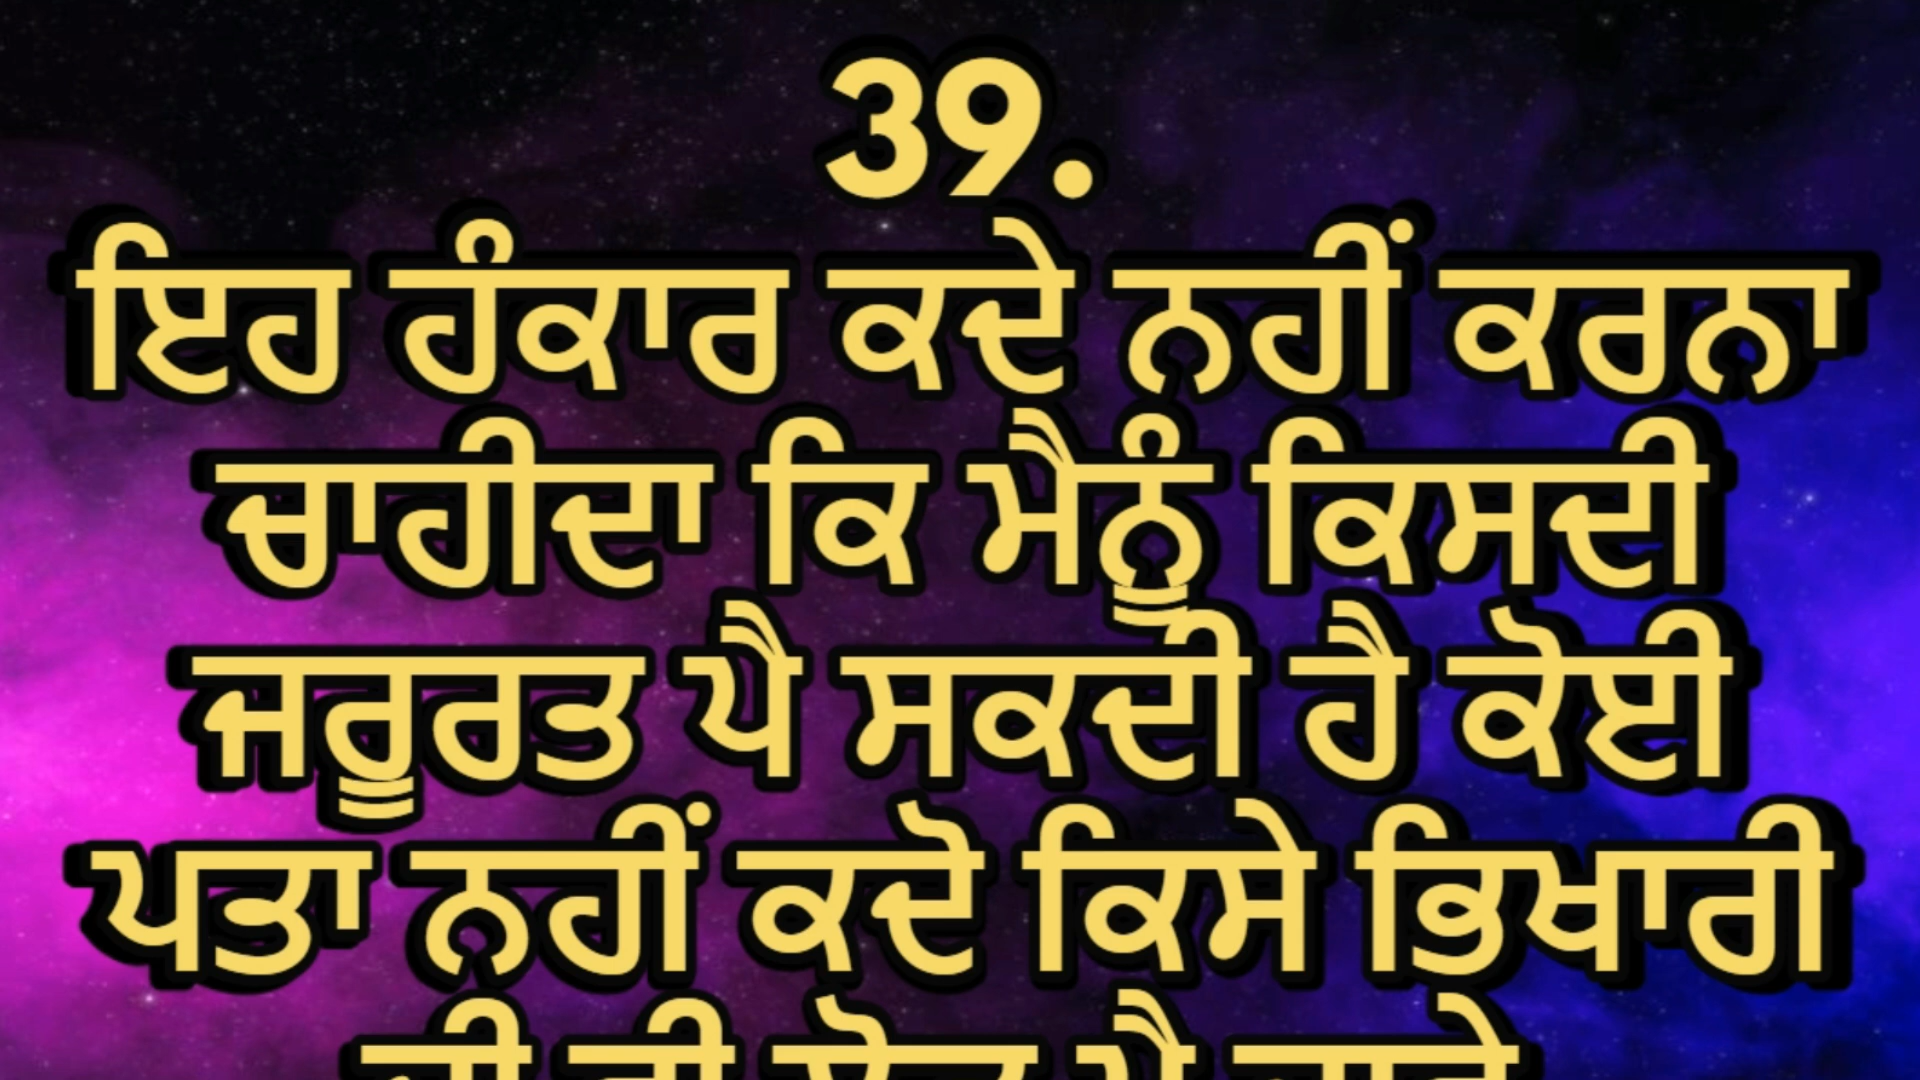 39.
ਇਹ ਹੰਕਾਰ ਕਦੇ ਨਹੀਂ ਕਰਨਾ
ਚਾਹੀਦਾ ਕਿ ਮੈਨੂੰ ਕਿਸਦੀ
ਜਰੂਰਤ ਪੈ ਸਕਦੀ ਹੈ ਕੋਈ
ਪਤਾ ਨਹੀਂ ਕਦੋ ਕਿਸੇ ਭਿਖਾਰੀ